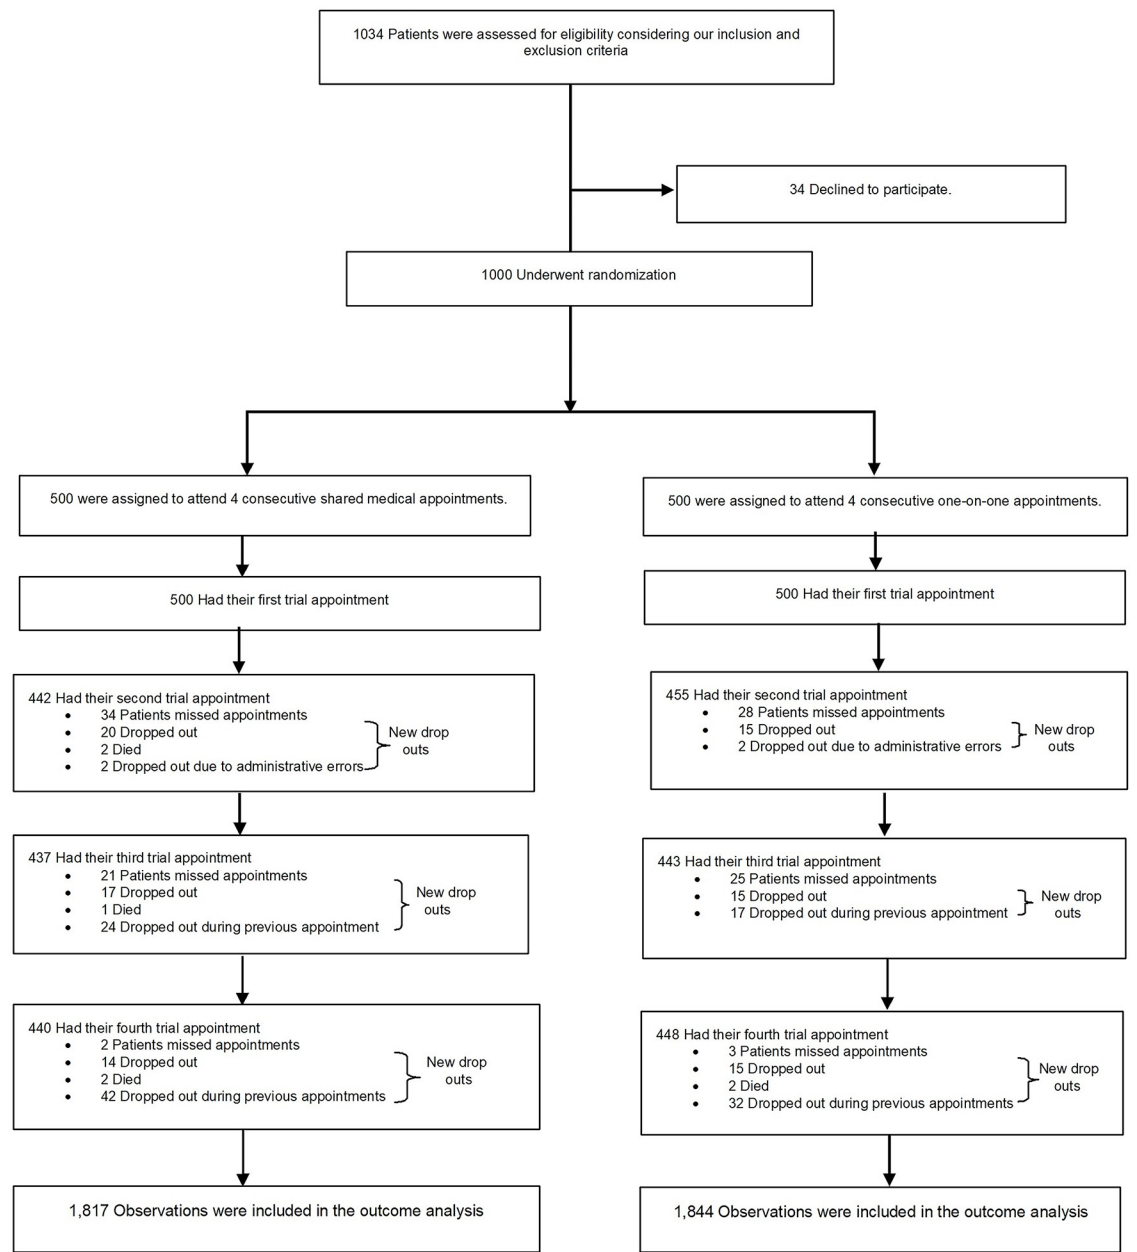 1034 Patients were assessed for eligibility considering our inclusion and
exclusion criteria
34 Declined to participate.
1000 Underwent randomization
500 were assigned to attend 4 consecutive shared medical appointments.
500 Had their first trial appointment
442 Had their second trial appointment
• 34 Patients missed appointments
• 20 Dropped out
• 2 Died
• 2 Dropped out due to administrative errors
New drop
outs
437 Had their third trial appointment
• 21 Patients missed appointments
• 17 Dropped out
• 1 Died
• 24 Dropped out during previous appointment
New drop
outs
440 Had their fourth trial appointment
• 2 Patients missed appointments
• 14 Dropped out
• 2 Died
• 42 Dropped out during previous appointments
New drop
outs
1,817 Observations were included in the outcome analysis
500 were assigned to attend 4 consecutive one-on-one appointments.
500 Had their first trial appointment
455 Had their second trial appointment
• 28 Patients missed appointments
• 15 Dropped out
• 2 Dropped out due to administrative errors
New drop
outs
443 Had their third trial appointment
• 25 Patients missed appointments
• 15 Dropped out
• 17 Dropped out during previous appointment
New drop
outs
448 Had their fourth trial appointment
• 3 Patients missed appointments
• 15 Dropped out
• 2 Died
• 32 Dropped out during previous appointments
New drop
outs
1,844 Observations were included in the outcome analysis